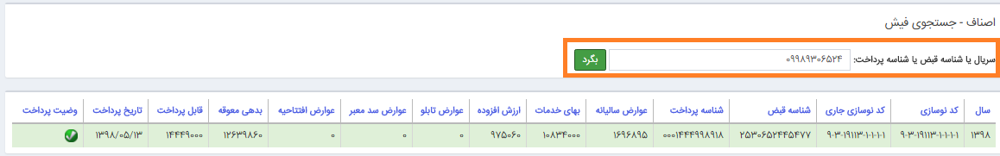 اصناف - جستجوی فیش
سریال یا شناسه قبض یا شناسه پرداخت: ۰۹۹۸۹۳۰۶۵۲۴ بگرد
سال کد نوسازی کد نوسازی جاری شناسه قبض شناسه پرداخت عوارض سالیانه بهای خدمات ارزش افزوده عوارض تابلو عوارض سد معبر عوارض افتتاحیه بدهی معوقه قابل پرداخت تاریخ پرداخت وضیت پرداخت
۱۳۹۸ ۹-۳-۱۹۱۱۳-۱-۱-۱-۱ ۹-۳-۱۹۱۱۳-۱-۱-۱-۱ ۲۵۳۰۶۵۲۴۴۵۴۷۷ ۰۰۰۱۴۴۴۹۹۸۹۱۸ ۱۶۹۶۸۹۵ ۱۰۸۳۴۰۰۰ ۹۷۵۰۶۰ ۰ ۰ ۰ ۱۲۶۳۹۸۶۰ ۱۴۴۴۹۰۰۰ ۱۳۹۸/۰۵/۱۳